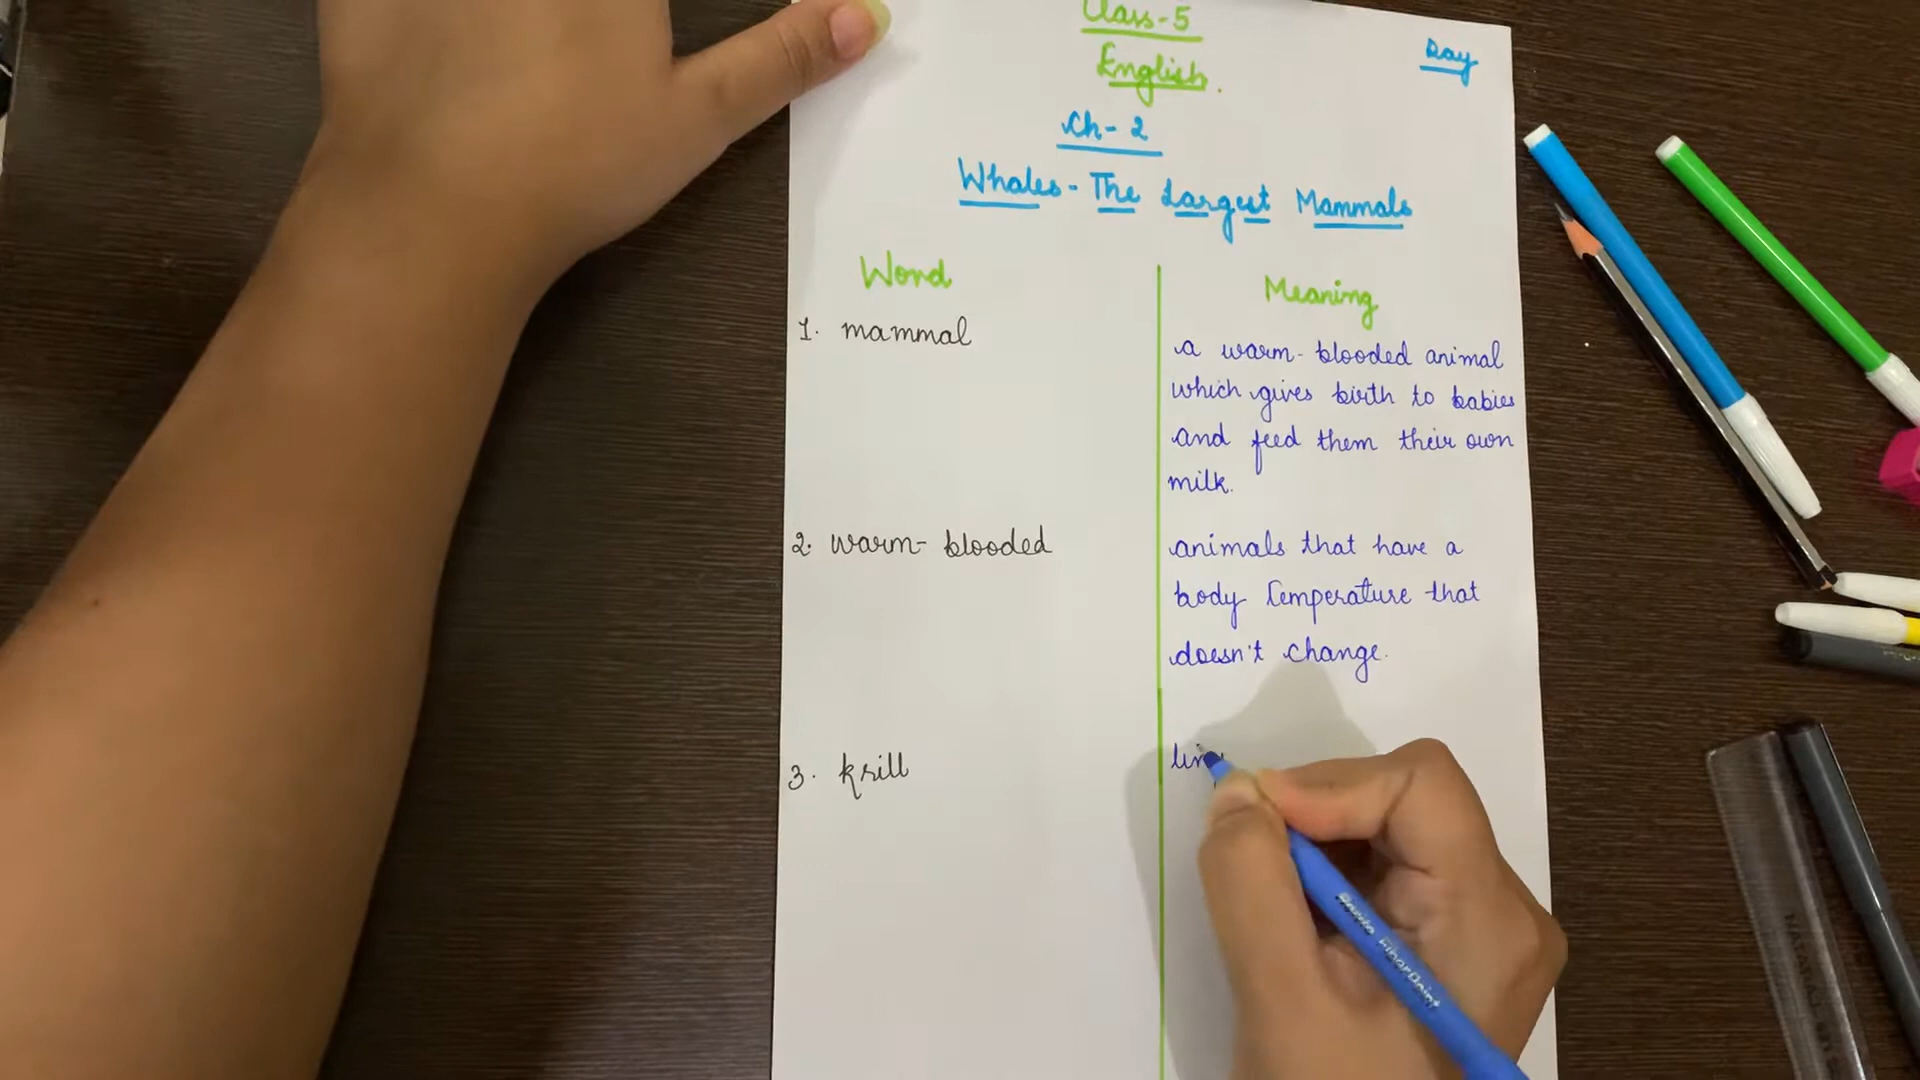 Class-5
Day
English.
Ch-2
Whales-The Largest Mammals
Word
Meaning
1. mammal
a warm-blooded animal
which gives birth to babies
and feed them their own
milk.
2. warm-blooded
animals that have a
body temperature that
doesn't change.
3. krill